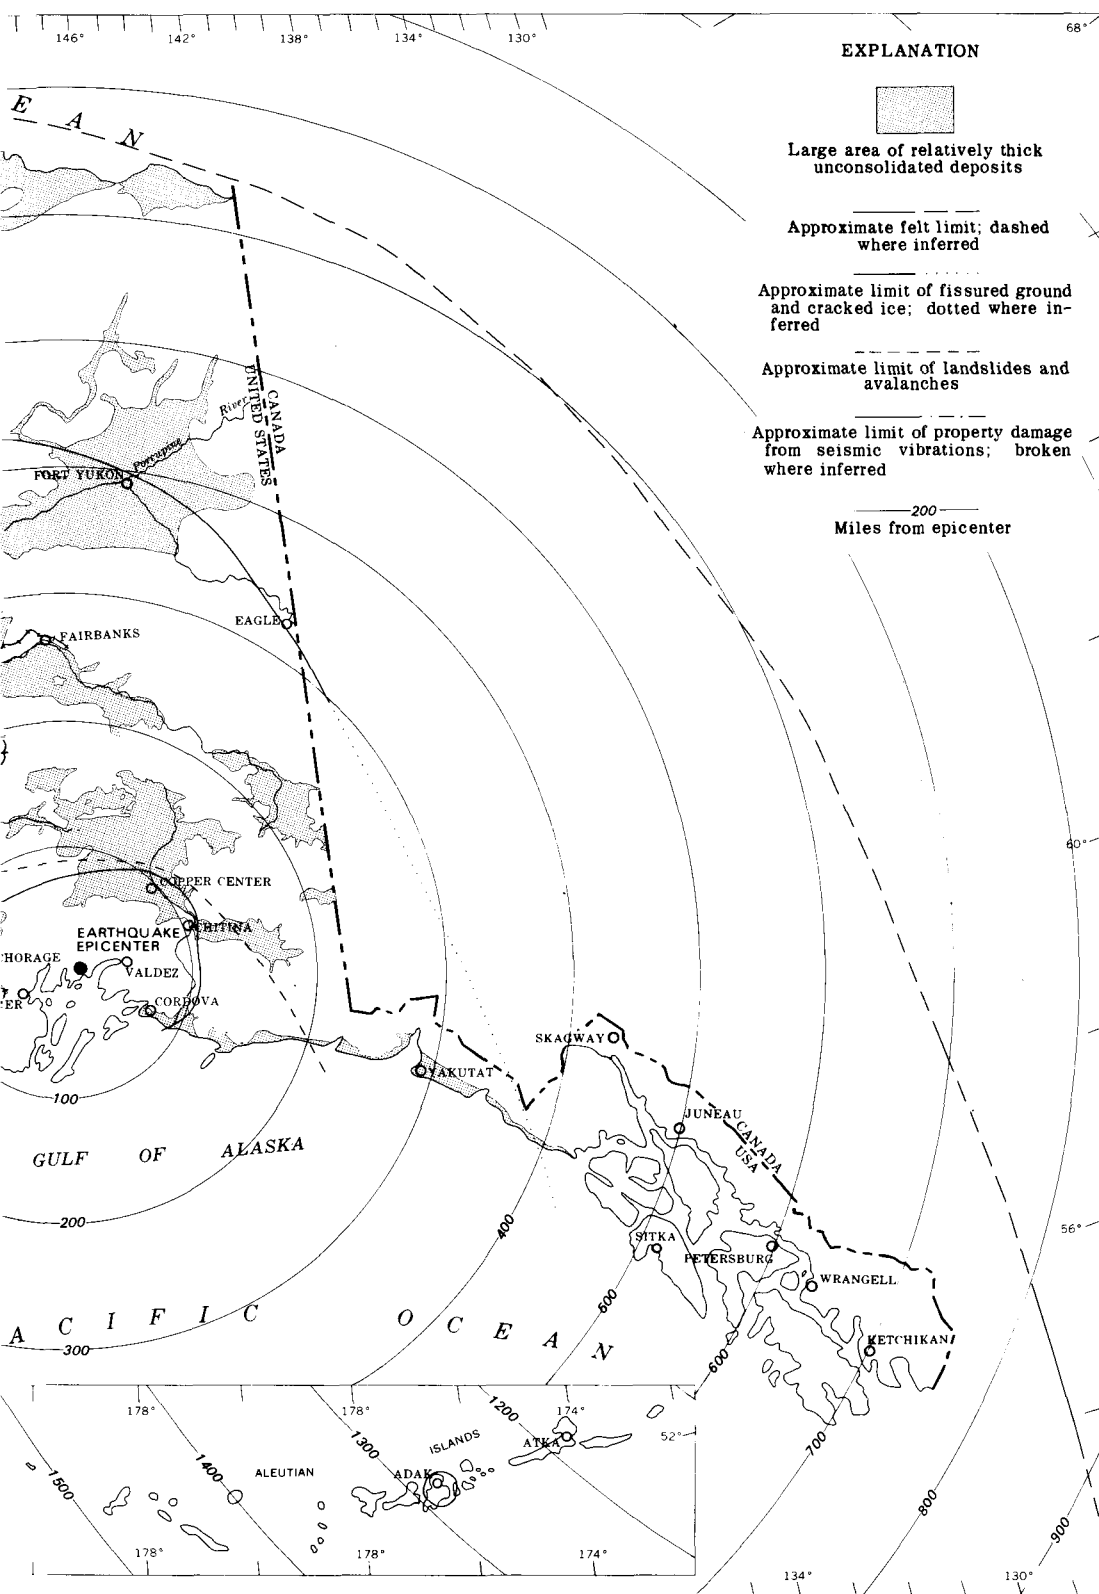 146°
142°
138°
134°
130°
68°
E A N
EXPLANATION
Large area of relatively thick
unconsolidated deposits
Approximate felt limit; dashed
where inferred
Approximate limit of fissured ground
and cracked ice; dotted where in-
ferred
Approximate limit of landslides and
avalanches
Approximate limit of property damage
from seismic vibrations; broken
where inferred
200
Miles from epicenter
CANADA
UNITED STATES
River
Porcupine
FORT YUKON
EAGLE
FAIRBANKS
60°
COPPER CENTER
CHITINA
EARTHQUAKE
EPICENTER
CHORAGE
VALDEZ
CORDOVA
YAKUTAT
SKAGWAY
JUNEAU
CANADA
USA
100
GULF OF ALASKA
200
400
SITKA
PETERSBURG
WRANGELL
56°
500
A C I F I C
O C E A N
300
600
KETCHIKAN
178°
178°
174°
1200
52°
1300
ISLANDS
ATKA
1400
ALEUTIAN
ADAK
1500
700
800
900
178°
178°
174°
134°
130°